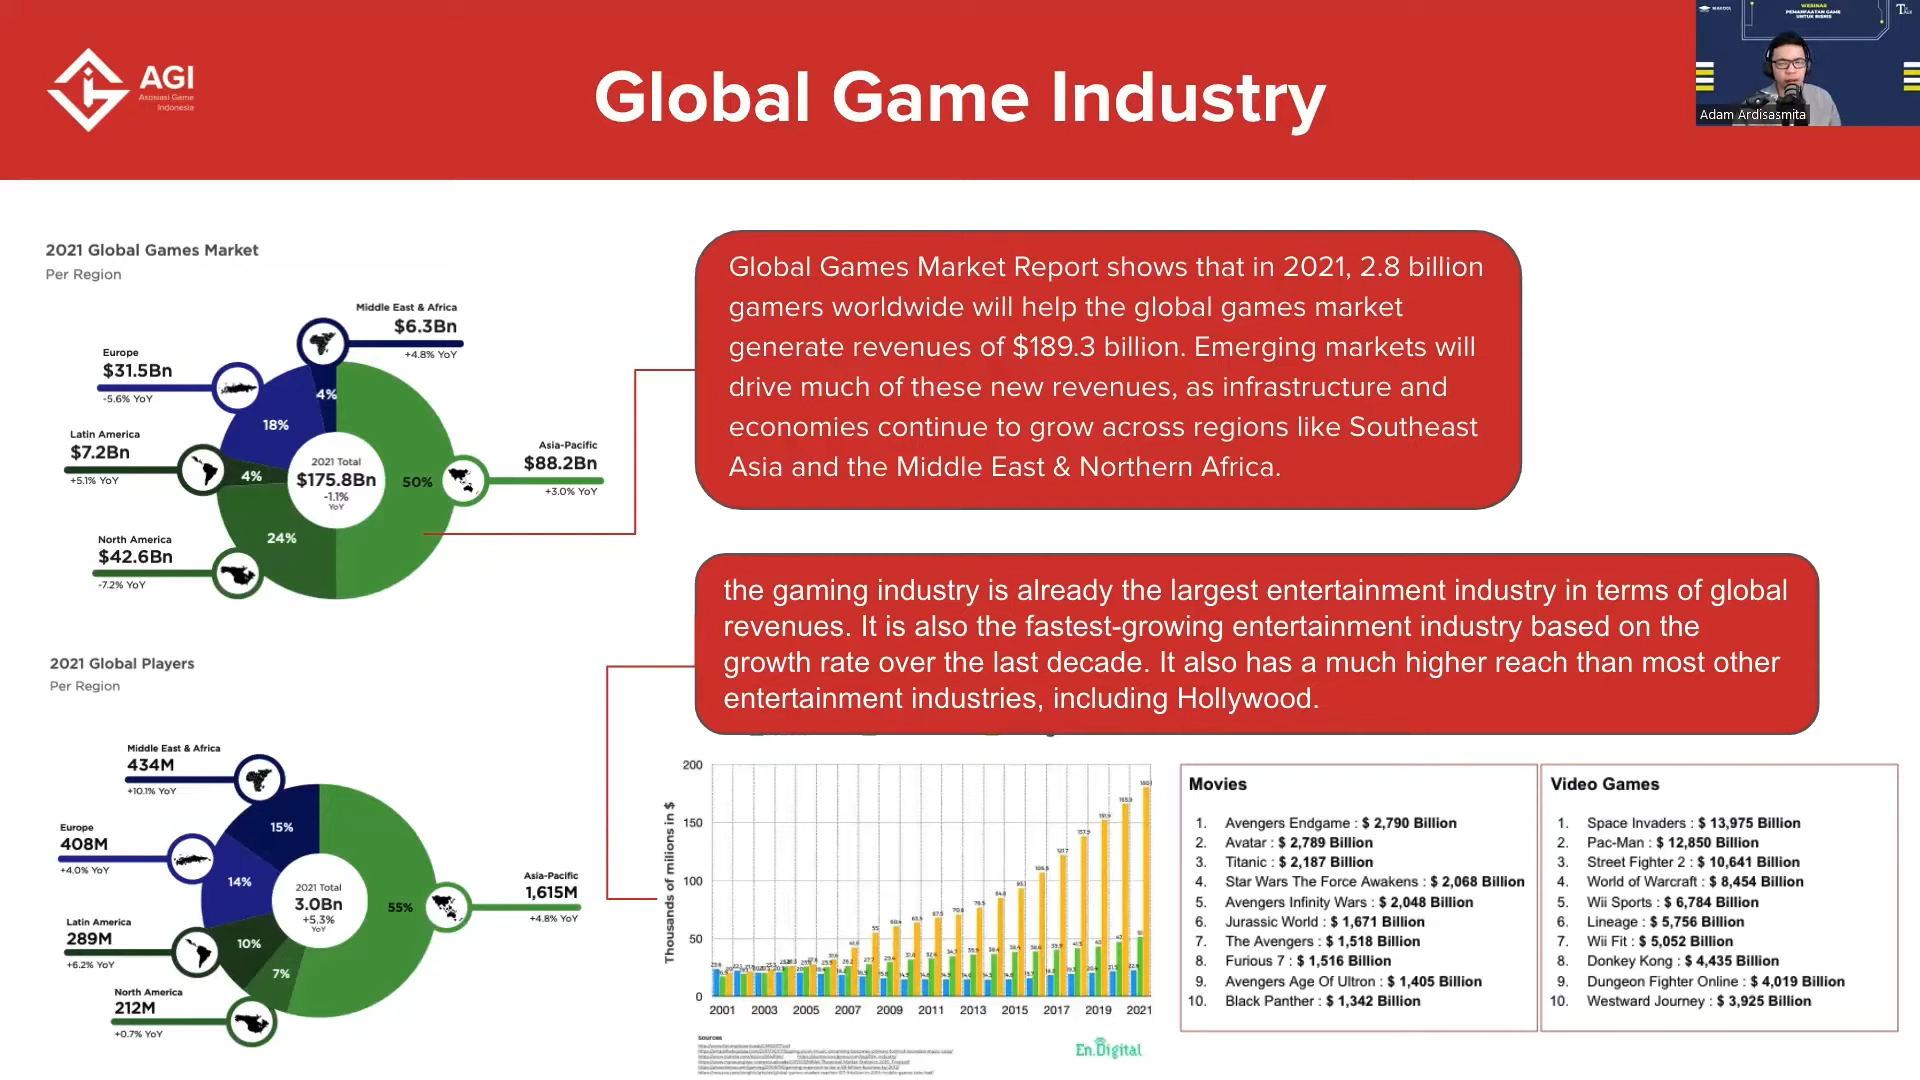 AGI
Asosiasi Game
Indonesia
Global Game Industry
WEBINAR
PEMANFAATAN GAME
UNTUK BISNIS
Adam Ardisasmita
2021 Global Games Market
Per Region
Middle East & Africa
$6.3Bn
+4.8% YoY
Europe
$31.5Bn
-5.6% YoY
Latin America
$7.2Bn
+5.1% YoY
North America
$42.6Bn
-7.2% YoY
Asia-Pacific
$88.2Bn
+3.0% YoY
4%
18%
4%
24%
50%
2021 Total
$175.8Bn
-1.1%
YoY
Global Games Market Report shows that in 2021, 2.8 billion
gamers worldwide will help the global games market
generate revenues of $189.3 billion. Emerging markets will
drive much of these new revenues, as infrastructure and
economies continue to grow across regions like Southeast
Asia and the Middle East & Northern Africa.
the gaming industry is already the largest entertainment industry in terms of global
revenues. It is also the fastest-growing entertainment industry based on the
growth rate over the last decade. It also has a much higher reach than most other
entertainment industries, including Hollywood.
2021 Global Players
Per Region
Middle East & Africa
434M
+10.1% YoY
Europe
408M
+4.0% YoY
Latin America
289M
+6.2% YoY
North America
212M
+0.7% YoY
Asia-Pacific
1,615M
+4.8% YoY
15%
14%
10%
7%
55%
2021 Total
3.0Bn
+5.3%
YoY
Thousands of milions in $
200
150
100
50
0
2001 2003 2005 2007 2009 2011 2013 2015 2017 2019 2021
Sources
En.Digital
Movies
1. Avengers Endgame : $ 2,790 Billion
2. Avatar : $ 2,789 Billion
3. Titanic : $ 2,187 Billion
4. Star Wars The Force Awakens : $ 2,068 Billion
5. Avengers Infinity Wars : $ 2,048 Billion
6. Jurassic World : $ 1,671 Billion
7. The Avengers : $ 1,518 Billion
8. Furious 7 : $ 1,516 Billion
9. Avengers Age Of Ultron : $ 1,405 Billion
10. Black Panther : $ 1,342 Billion
Video Games
1. Space Invaders : $ 13,975 Billion
2. Pac-Man : $ 12,850 Billion
3. Street Fighter 2 : $ 10,641 Billion
4. World of Warcraft : $ 8,454 Billion
5. Wii Sports : $ 6,784 Billion
6. Lineage : $ 5,756 Billion
7. Wii Fit : $ 5,052 Billion
8. Donkey Kong : $ 4,435 Billion
9. Dungeon Fighter Online : $ 4,019 Billion
10. Westward Journey : $ 3,925 Billion